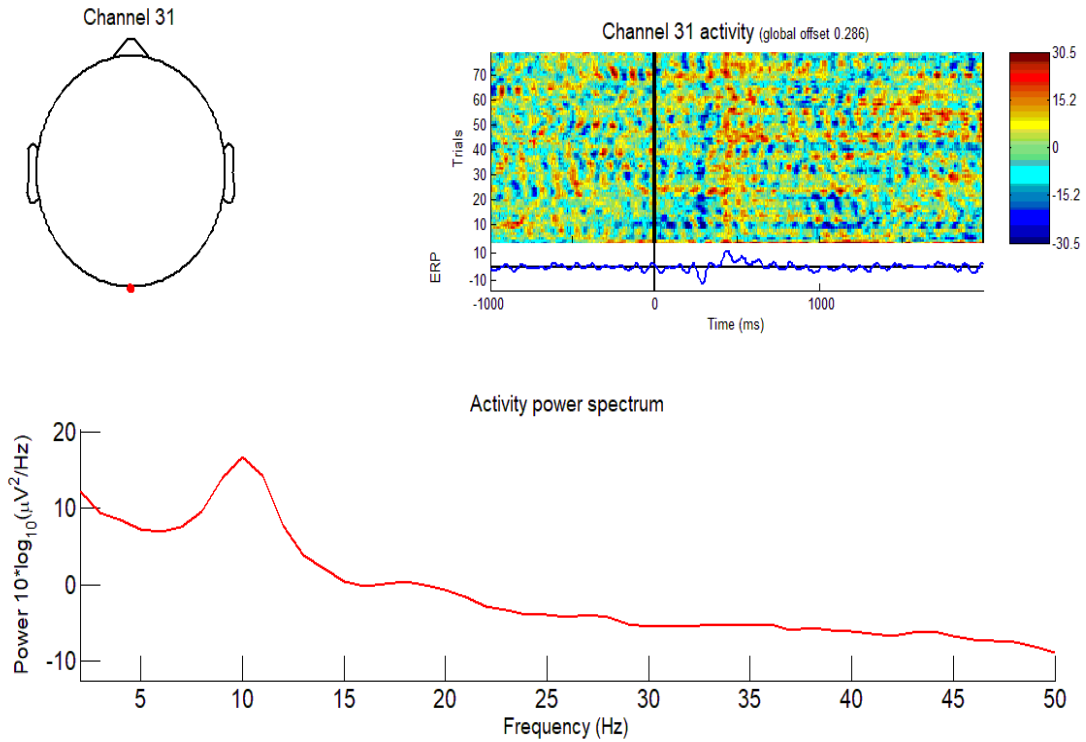 Channel 31
Channel 31 activity (global offset 0.286)
Trials
70
60
50
40
30
20
10
30.5
15.2
0
-15.2
-30.5
ERP
10
-10
-1000 0 1000
Time (ms)
Activity power spectrum
Power 10*log10(μV2/Hz)
20
10
0
-10
5 10 15 20 25 30 35 40 45 50
Frequency (Hz)